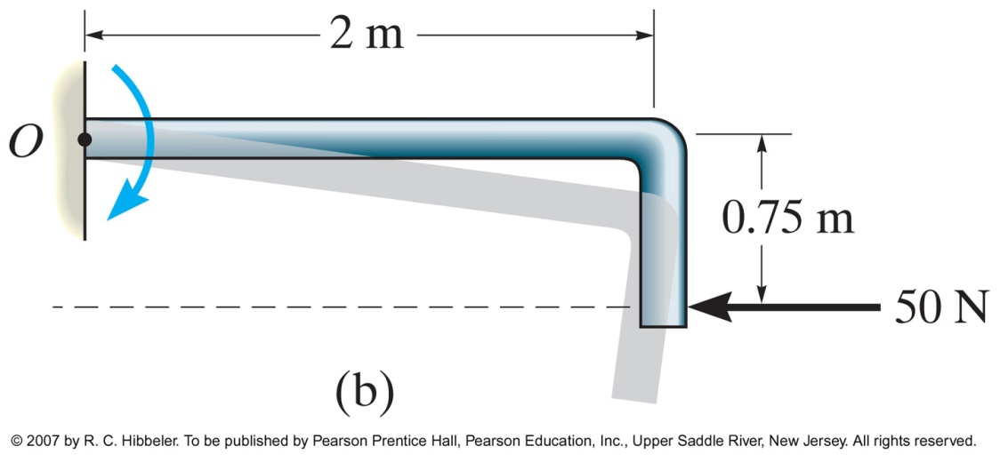 2 m
O
0.75 m
50 N
(b)
© 2007 by R. C. Hibbeler. To be published by Pearson Prentice Hall, Pearson Education, Inc., Upper Saddle River, New Jersey. All rights reserved.